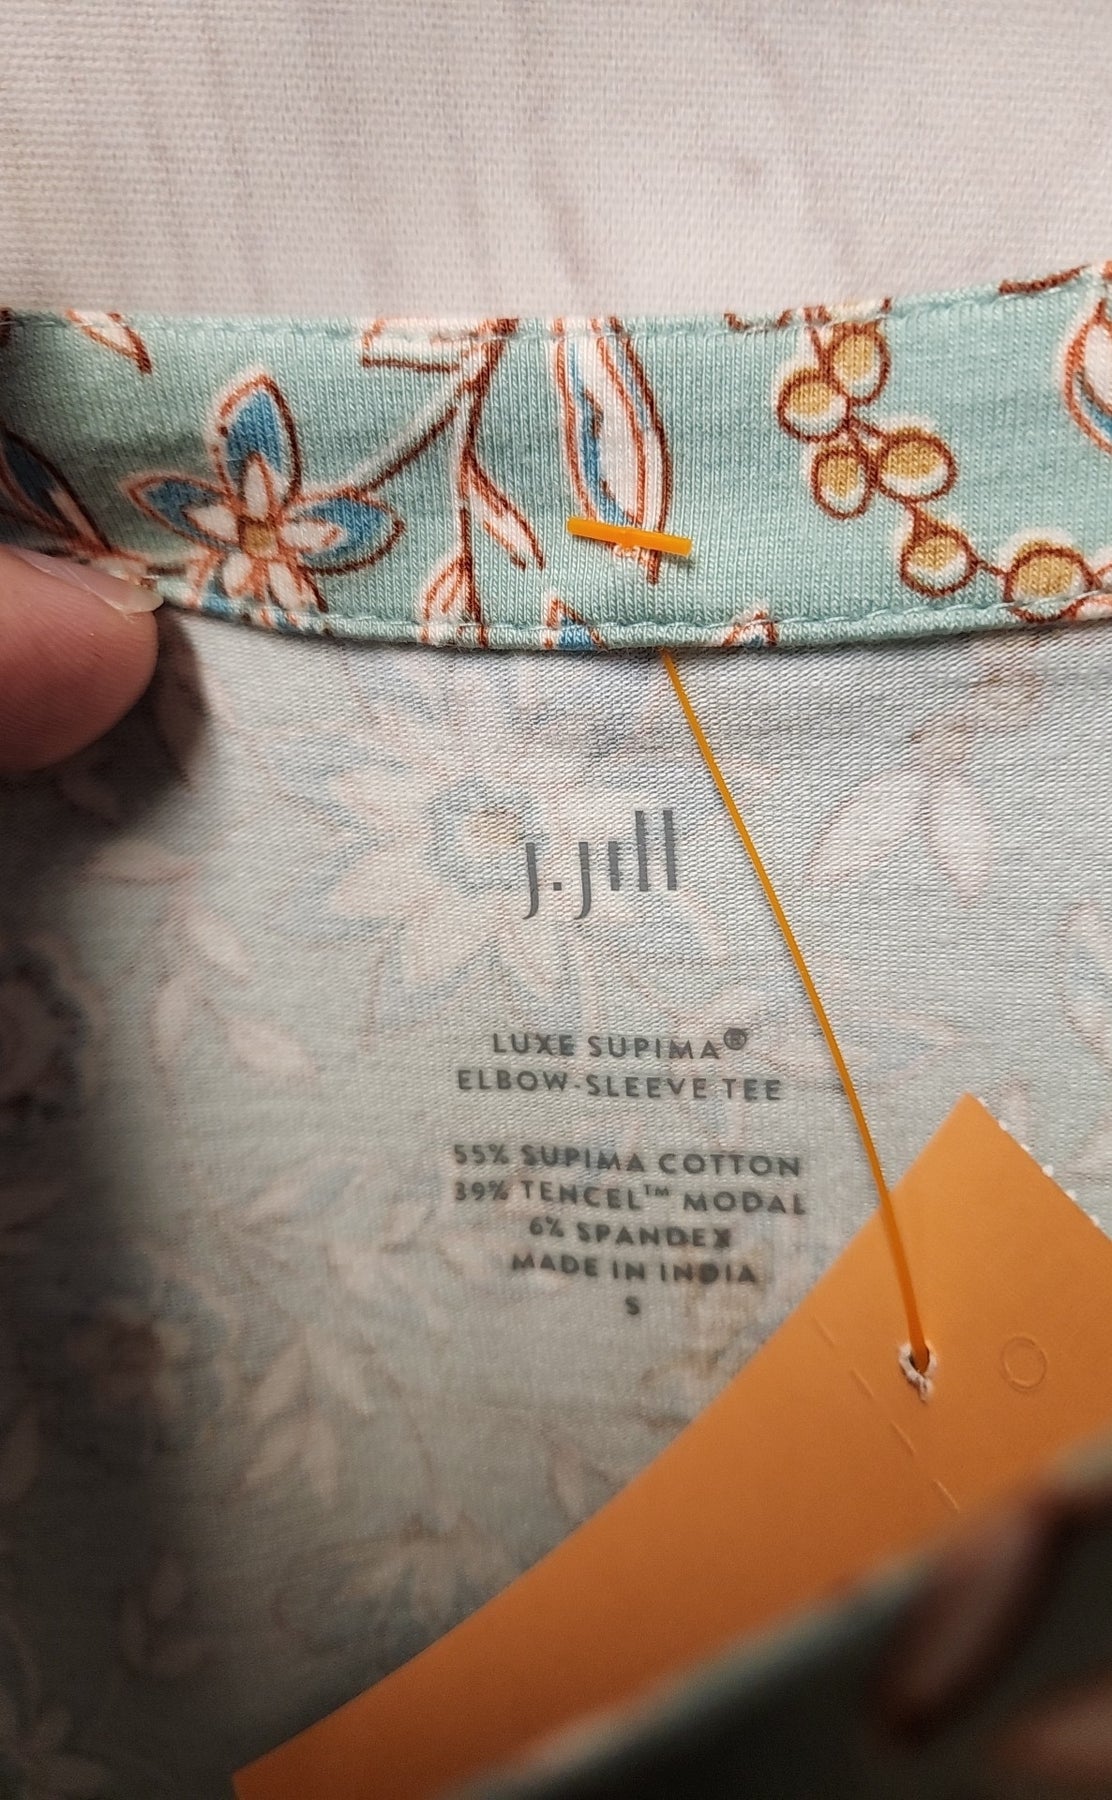 j.jill
LUXE SUPIMA®
ELBOW-SLEEVE TEE
55% SUPIMA COTTON
39% TENCEL™ MODAL
6% SPANDEX
MADE IN INDIA
S